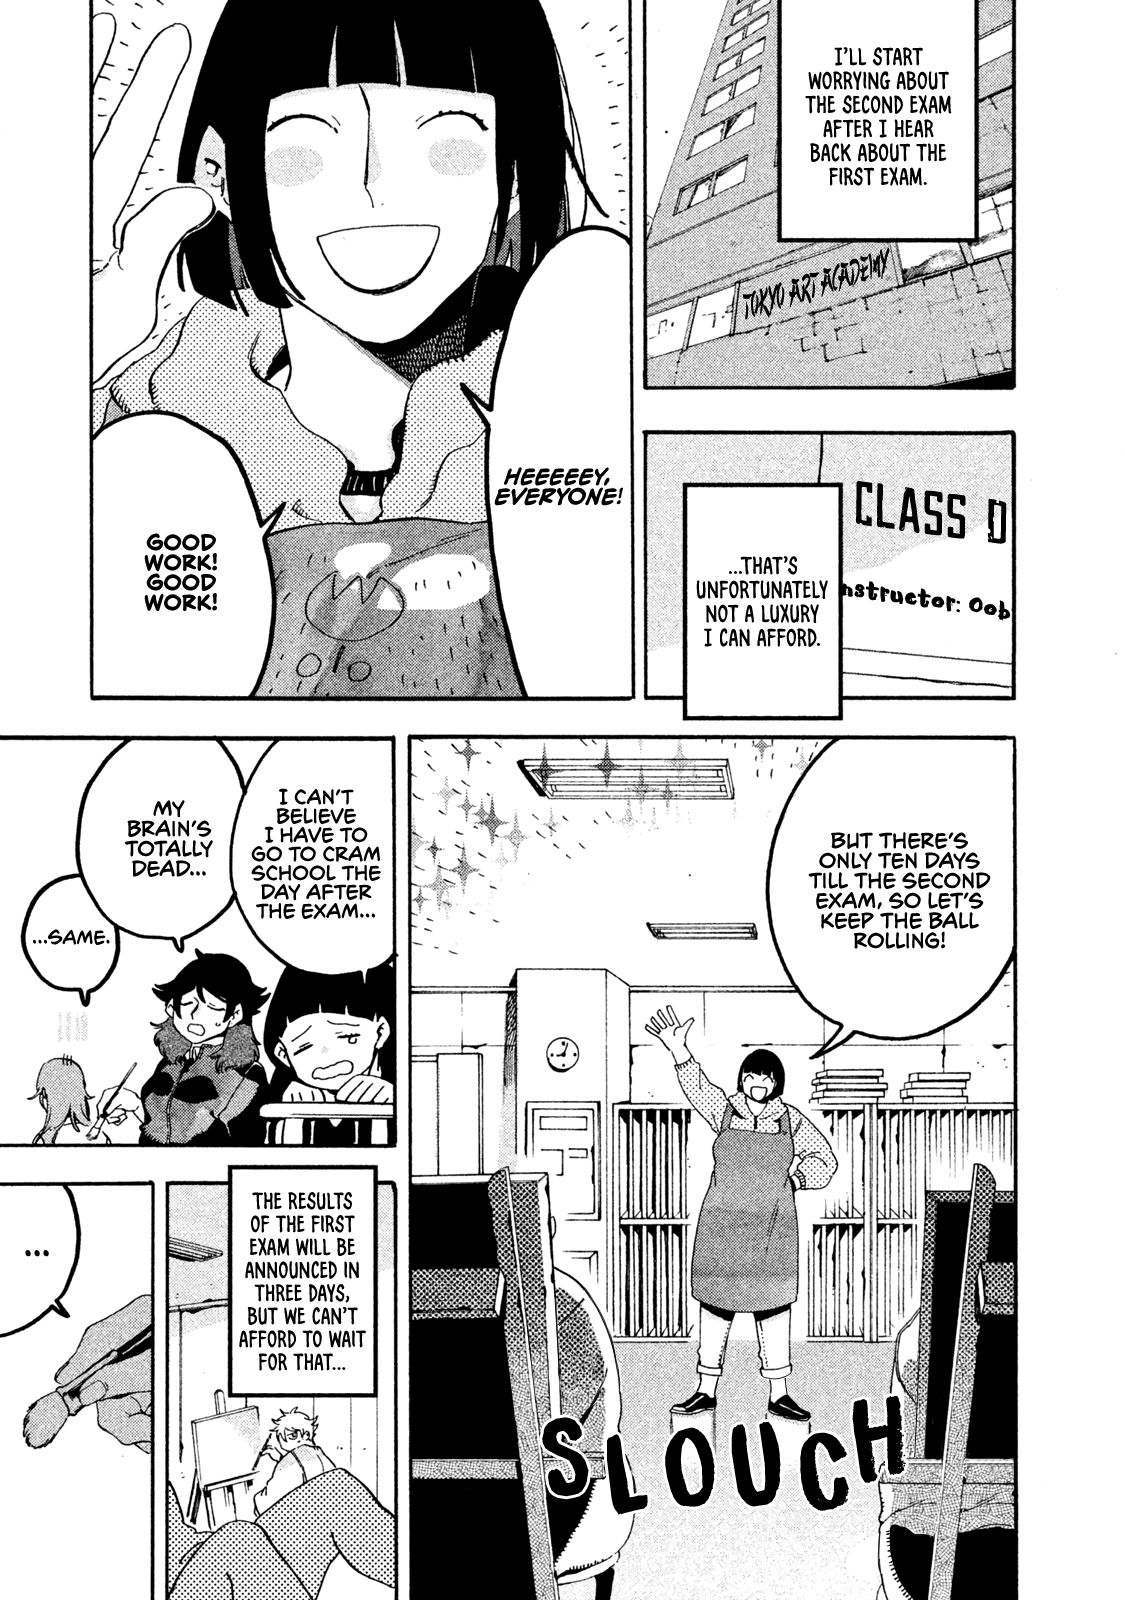 I'LL START
WORRYING ABOUT
THE SECOND EXAM
AFTER I HEAR
BACK ABOUT THE
FIRST EXAM.
TOKYO ART ACADEMY
CLASS D
...THAT'S
UNFORTUNATELY
NOT A LUXURY
I CAN AFFORD.
nstructor: Oob
HEEEEEY,
EVERYONE!
GOOD
WORK!
GOOD
WORK!
BUT THERE'S
ONLY TEN DAYS
TILL THE SECOND
EXAM, SO LET'S
KEEP THE BALL
ROLLING!
SLOUCH
I CAN'T
BELIEVE
I HAVE TO
GO TO CRAM
SCHOOL THE
DAY AFTER
THE EXAM...
MY
BRAIN'S
TOTALLY
DEAD...
...SAME.
THE RESULTS
OF THE FIRST
EXAM WILL BE
ANNOUNCED IN
THREE DAYS,
BUT WE CAN'T
AFFORD TO WAIT
FOR THAT...
...